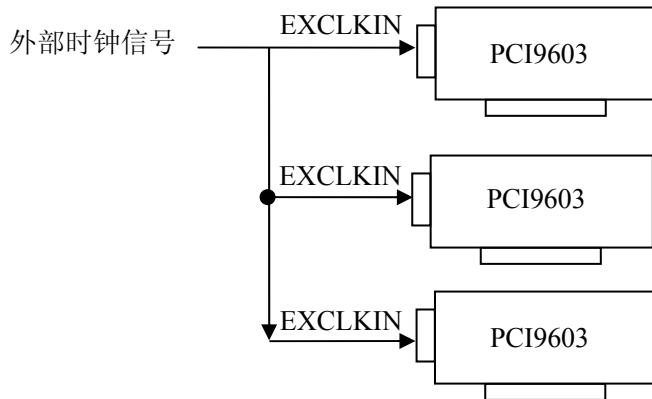 外部时钟信号
EXCLKIN
PCI9603
EXCLKIN
PCI9603
EXCLKIN
PCI9603